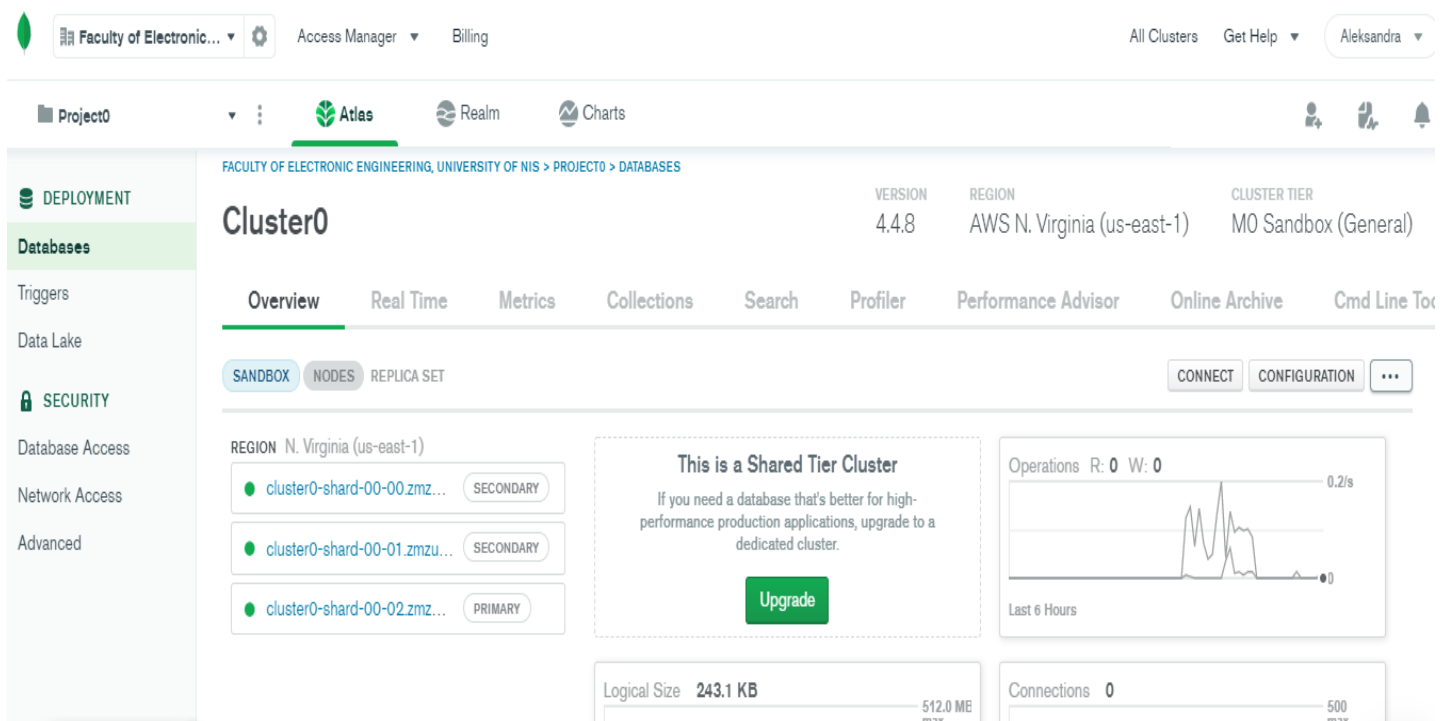 Faculty of Electronic... Access Manager Billing All Clusters Get Help Aleksandra
Project0 Atlas Realm Charts
FACULTY OF ELECTRONIC ENGINEERING, UNIVERSITY OF NIS > PROJECT0 > DATABASES
DEPLOYMENT
Databases
Triggers
Data Lake
SECURITY
Database Access
Network Access
Advanced
Cluster0
VERSION
4.4.8
REGION
AWS N. Virginia (us-east-1)
CLUSTER TIER
M0 Sandbox (General)
Overview Real Time Metrics Collections Search Profiler Performance Advisor Online Archive Cmd Line Too
SANDBOX NODES REPLICA SET
CONNECT CONFIGURATION ...
REGION N. Virginia (us-east-1)
cluster0-shard-00-00.zmz... SECONDARY
cluster0-shard-00-01.zmzu... SECONDARY
cluster0-shard-00-02.zmz... PRIMARY
This is a Shared Tier Cluster
If you need a database that's better for high-
performance production applications, upgrade to a
dedicated cluster.
Upgrade
Operations R: 0 W: 0
0.2/s
0
Last 6 Hours
Logical Size 243.1 KB
512.0 MB
Connections 0
500